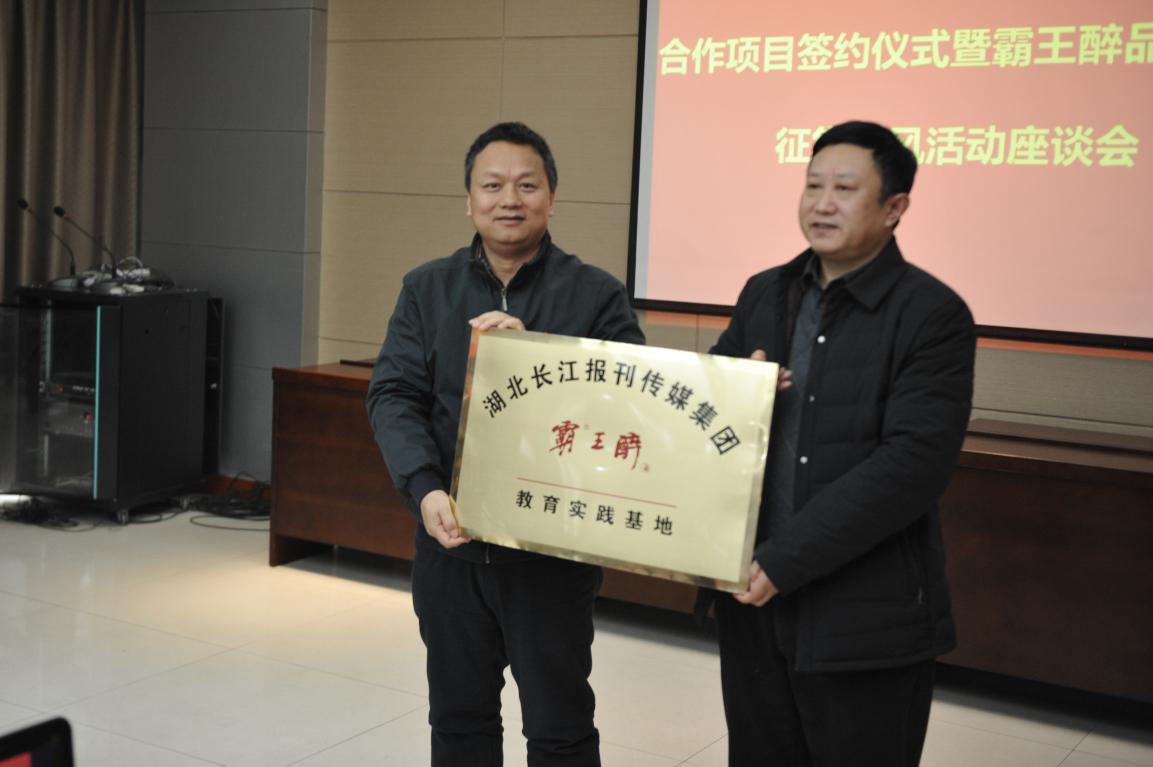 合作项目签约仪式暨霸王醉品
征 风活动座谈会
湖北长江报刊传媒集团
霸王醉
教育实践基地